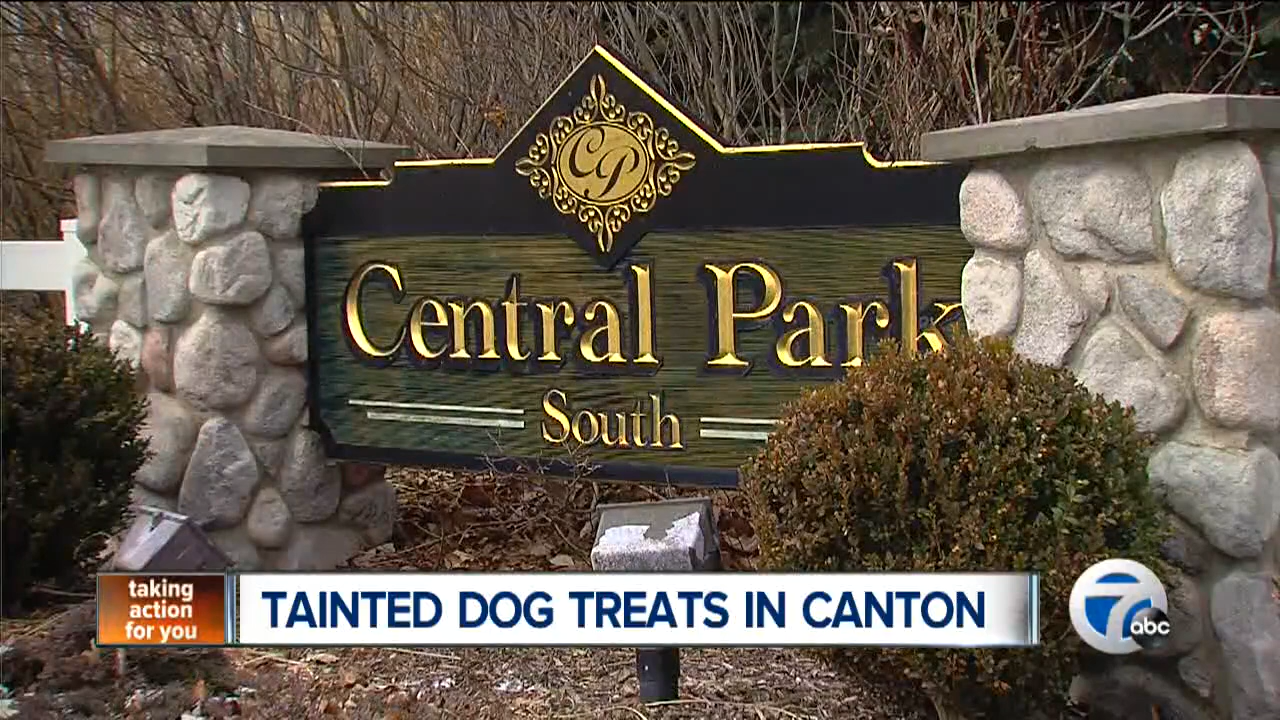 CP
Central Park
South
taking
action
for you
TAINTED DOG TREATS IN CANTON
7 abc